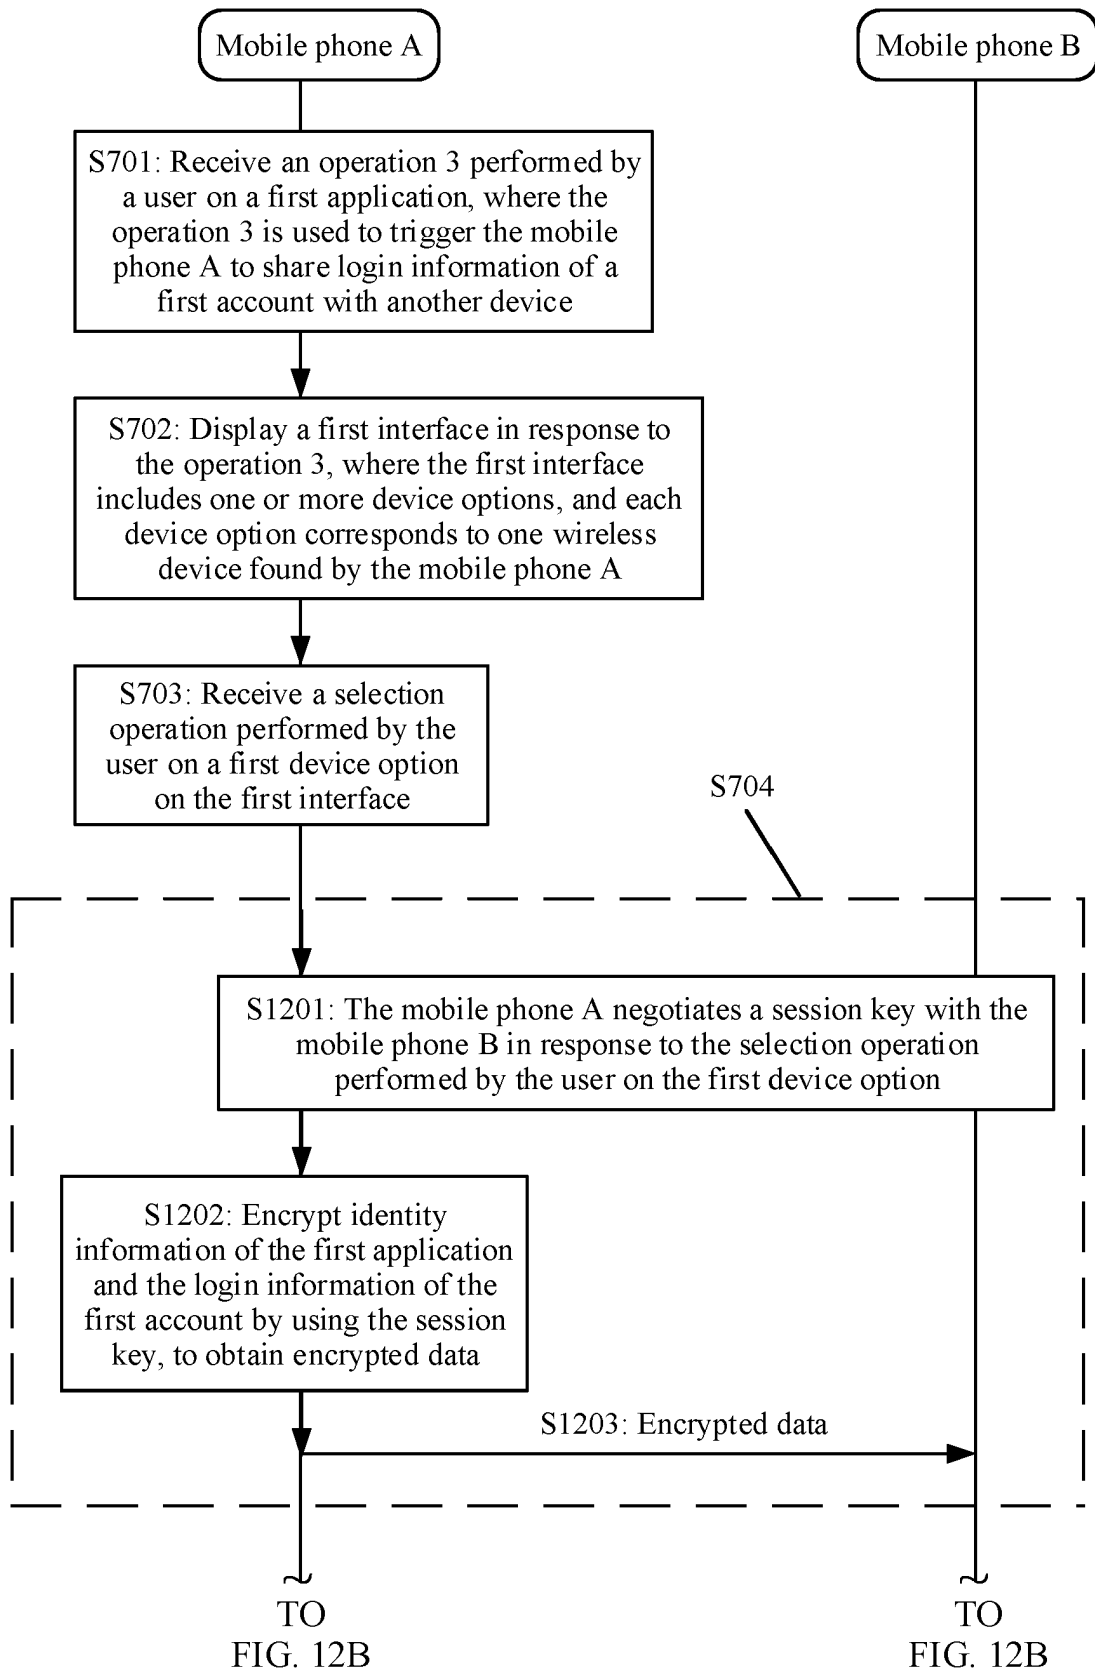 Mobile phone A
Mobile phone B
S701: Receive an operation 3 performed by
a user on a first application, where the
operation 3 is used to trigger the mobile
phone A to share login information of a
first account with another device
S702: Display a first interface in response to
the operation 3, where the first interface
includes one or more device options, and each
device option corresponds to one wireless
device found by the mobile phone A
S703: Receive a selection
operation performed by the
user on a first device option
on the first interface
S704
S1201: The mobile phone A negotiates a session key with the
mobile phone B in response to the selection operation
performed by the user on the first device option
S1202: Encrypt identity
information of the first application
and the login information of the
first account by using the session
key, to obtain encrypted data
S1203: Encrypted data
TO
FIG. 12B
TO
FIG. 12B